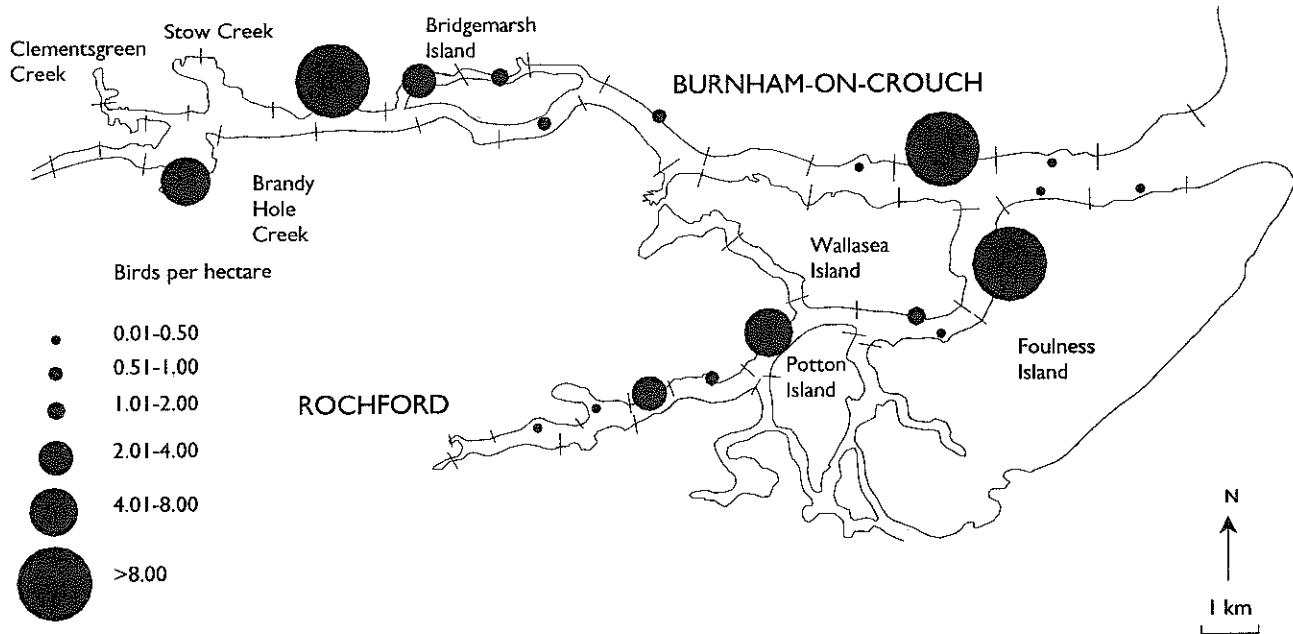 Clementsgreen
Creek
Stow Creek
Bridgemarsh
Island
BURNHAM-ON-CROUCH
Brandy
Hole
Creek
Wallasea
Island
Potton
Island
Foulness
Island
ROCHFORD
Birds per hectare
0.01-0.50
0.51-1.00
1.01-2.00
2.01-4.00
4.01-8.00
>8.00
N
1 km